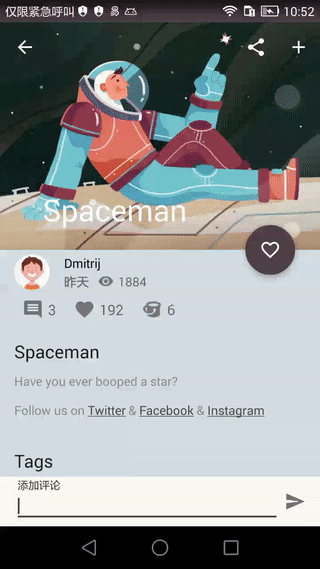 仅限紧急呼叫 10:52
Spaceman
Dmitrij
昨天 1884
3 192 6
Spaceman
Have you ever booped a star?
Follow us on Twitter & Facebook & Instagram
Tags
添加评论